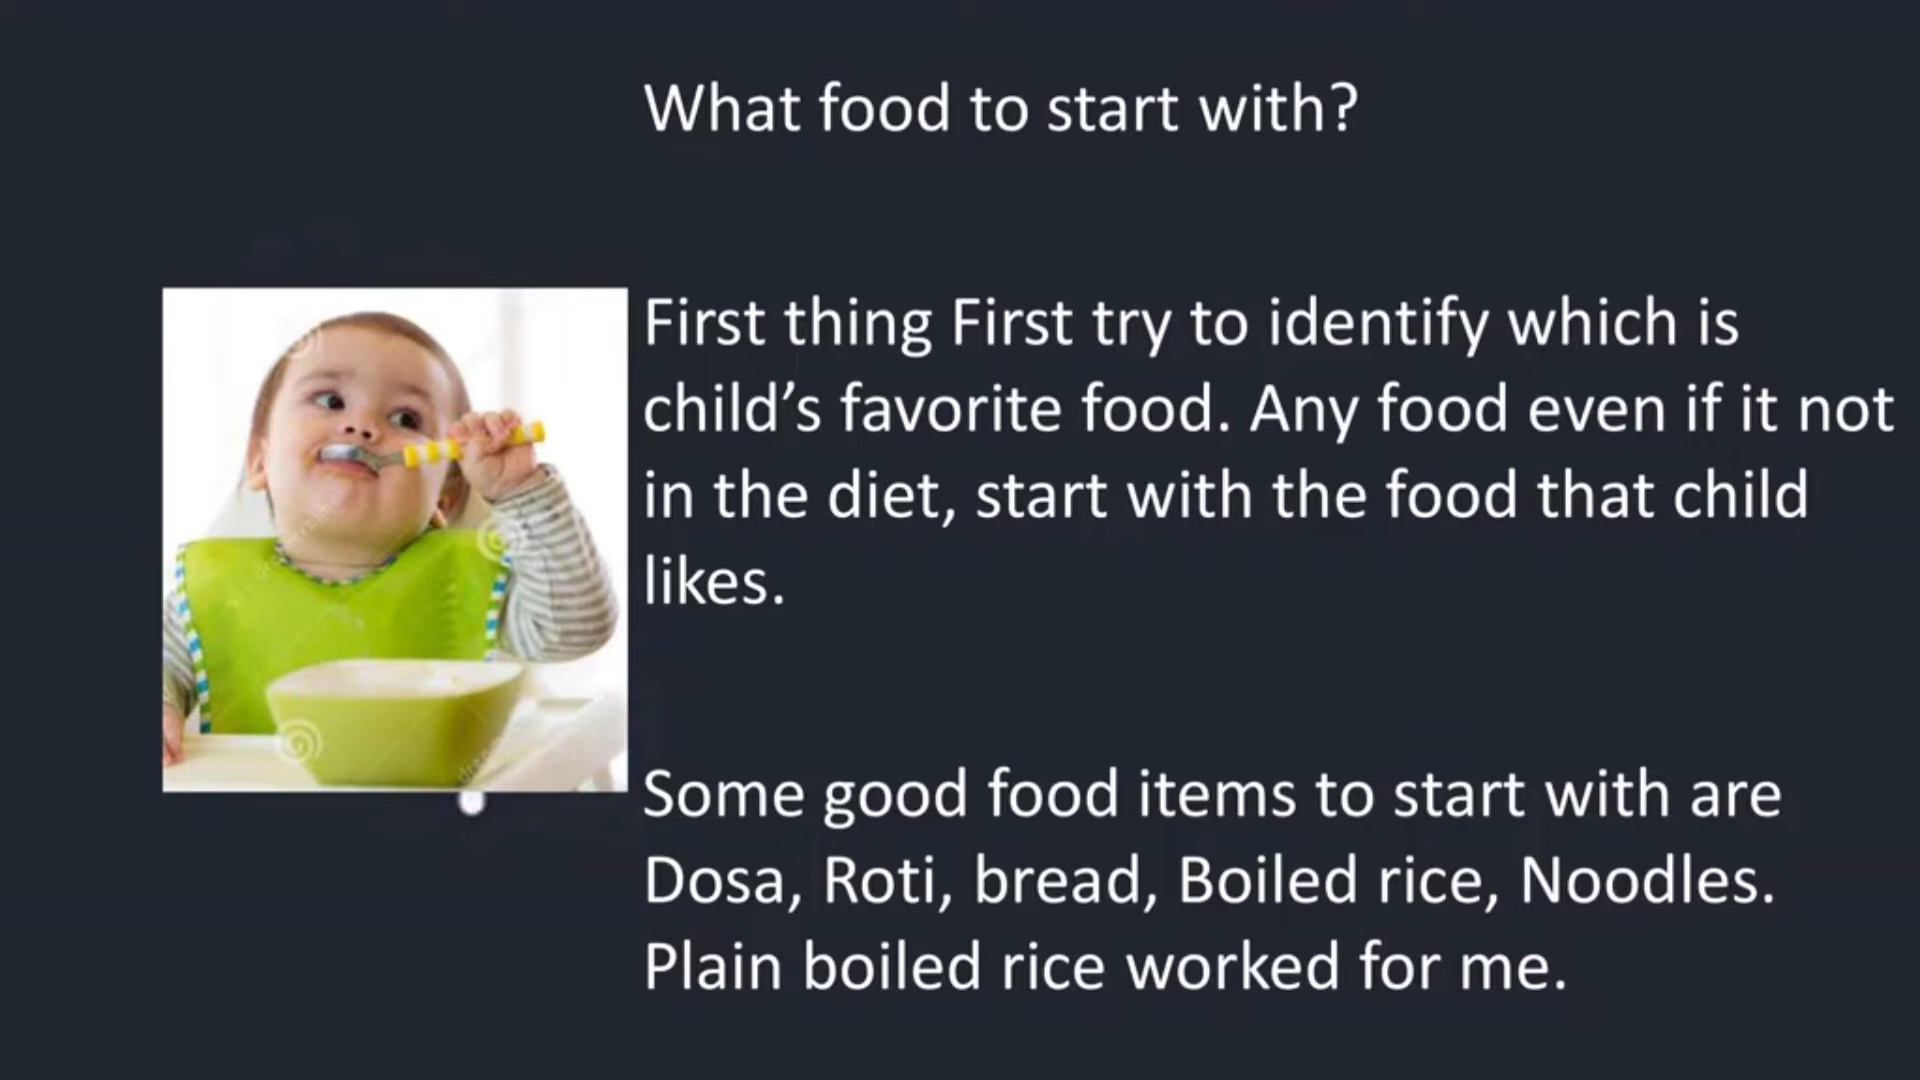 What food to start with?
First thing First try to identify which is
child’s favorite food. Any food even if it not
in the diet, start with the food that child
likes.
Some good food items to start with are
Dosa, Roti, bread, Boiled rice, Noodles.
Plain boiled rice worked for me.